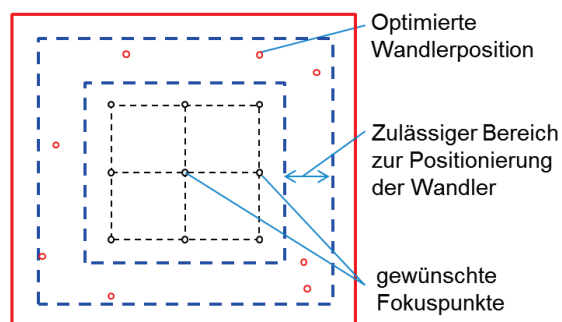 Optimierte
Wandlerposition
Zulässiger Bereich
zur Positionierung
der Wandler
gewünschte
Fokuspunkte